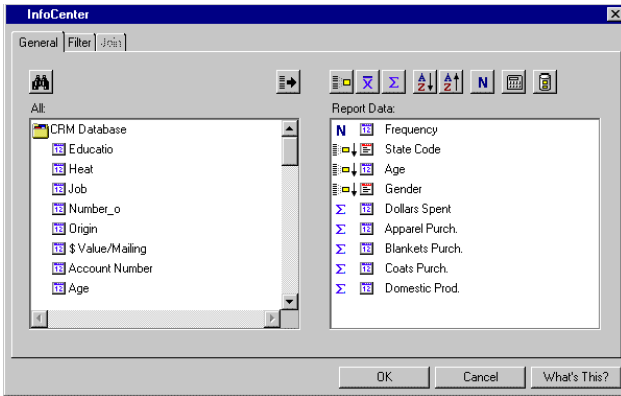 InfoCenter
General Filter Join
N
All:
Report Data:
CRM Database
Educatio
Heat
Job
Number_o
Origin
$ Value/Mailing
Account Number
Age
N Frequency
State Code
Age
Gender
Σ Dollars Spent
Σ Apparel Purch.
Σ Blankets Purch.
Σ Coats Purch.
Σ Domestic Prod.
OK Cancel What's This?